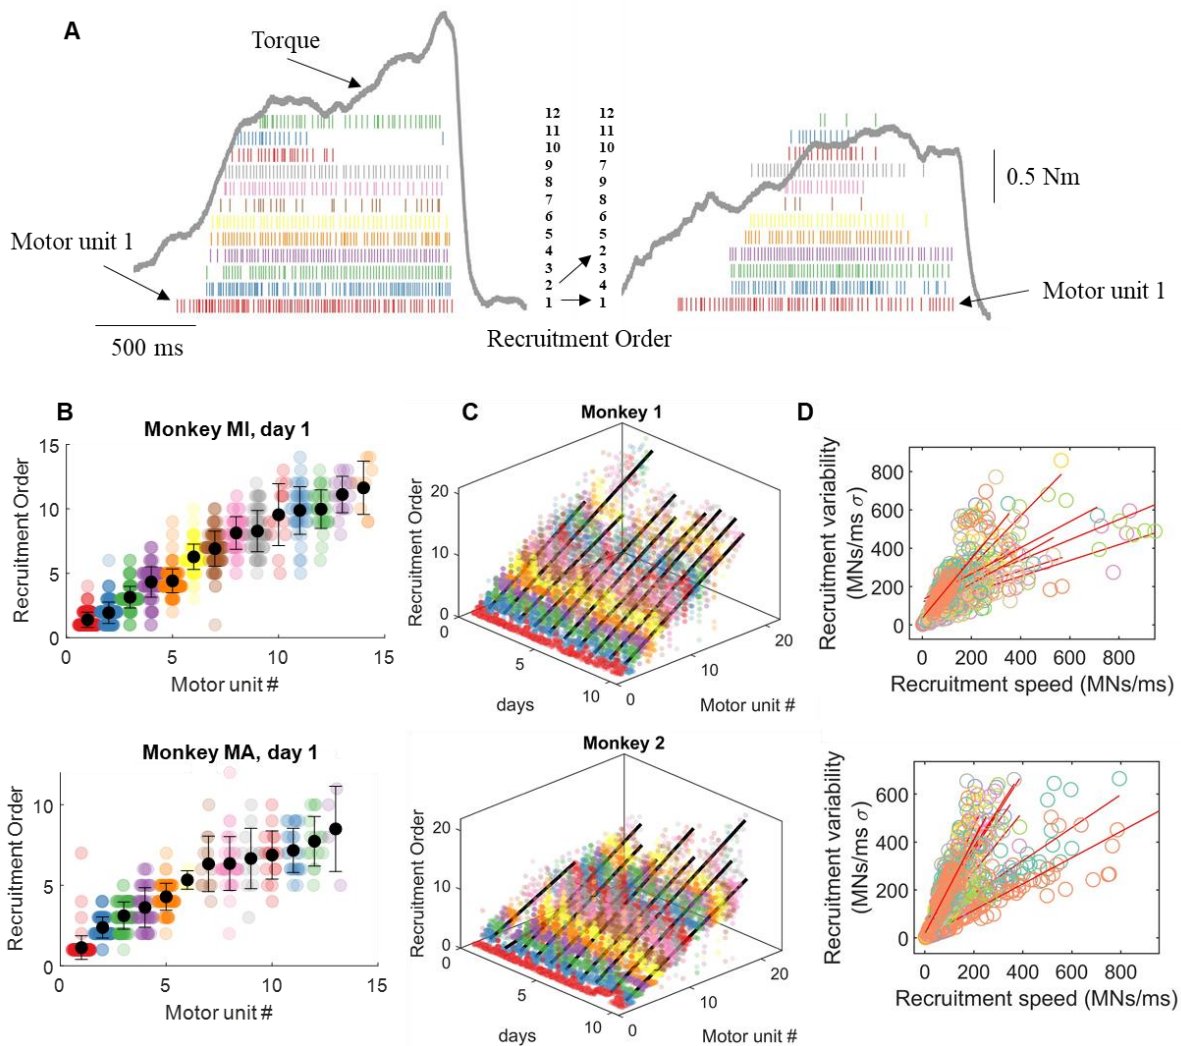 A
Torque
12 12
11 11
10 10
9 7
8 9
7 8
6 6
5 5
4 2
3 3
2 4
1 1
0.5 Nm
Motor unit 1
Motor unit 1
500 ms
Recruitment Order
B
Monkey MI, day 1
Recruitment Order
15
10
5
0
0 5 10 15
Motor unit #
C
Monkey 1
Recruitment Order
20
10
0
0
5
10
days
0
10
20
Motor unit #
D
Recruitment variability
(MNs/ms σ)
800
600
400
200
0
0 200 400 600 800
Recruitment speed (MNs/ms)
Monkey MA, day 1
Recruitment Order
10
5
0
0 5 10 15
Motor unit #
Monkey 2
Recruitment Order
20
10
0
0
5
10
days
0
10
20
Motor unit #
Recruitment variability
(MNs/ms σ)
600
400
200
0
0 200 400 600 800
Recruitment speed (MNs/ms)